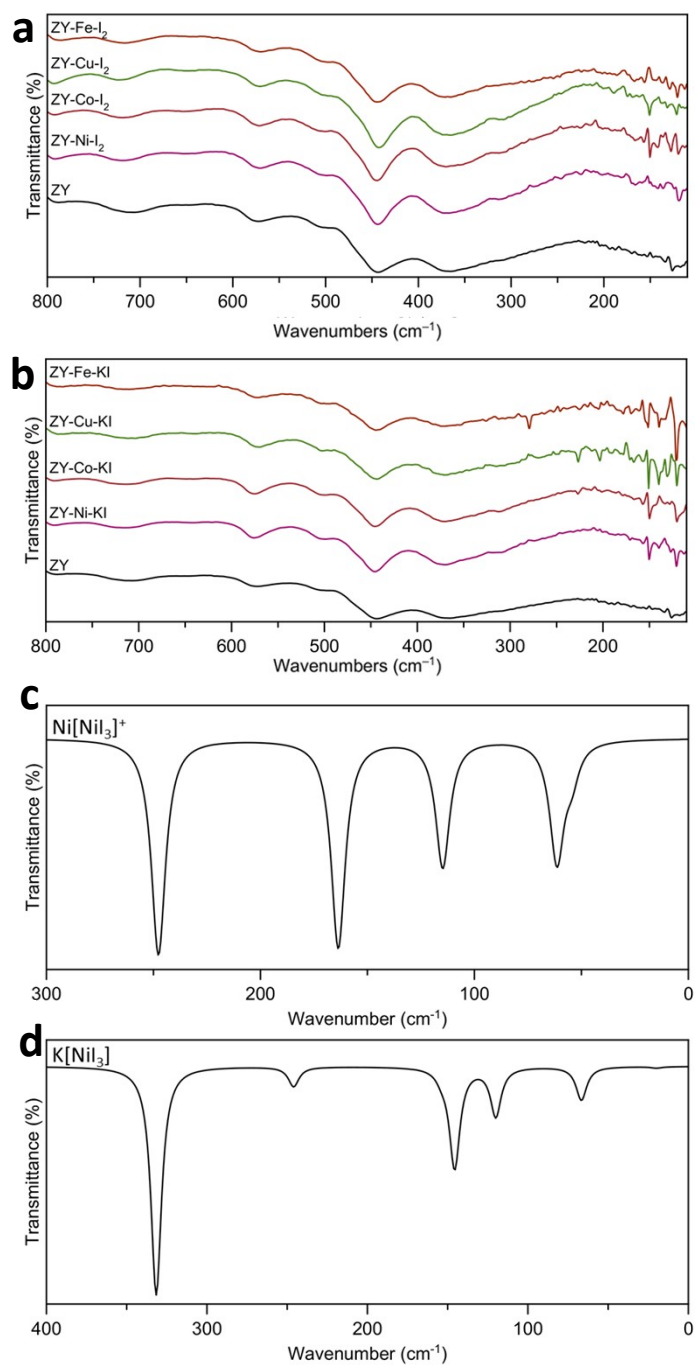 a
ZY-Fe-I₂
ZY-Cu-I₂
ZY-Co-I₂
ZY-Ni-I₂
ZY
Transmittance (%)
800 700 600 500 400 300 200
Wavenumbers (cm⁻¹)
b
ZY-Fe-KI
ZY-Cu-KI
ZY-Co-KI
ZY-Ni-KI
ZY
Transmittance (%)
800 700 600 500 400 300 200
Wavenumbers (cm⁻¹)
c
Ni[NiI₃]⁺
Transmittance (%)
300 200 100 0
Wavenumber (cm⁻¹)
d
K[NiI₃]
Transmittance (%)
400 300 200 100 0
Wavenumber (cm⁻¹)